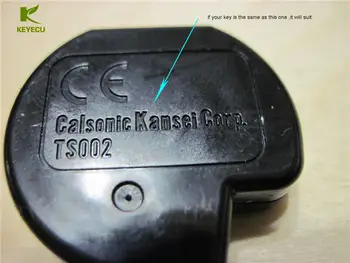 KEYECU
if your key is the same as this one ,it will suit
CE
Calsonic Kansei Corp.
TS002